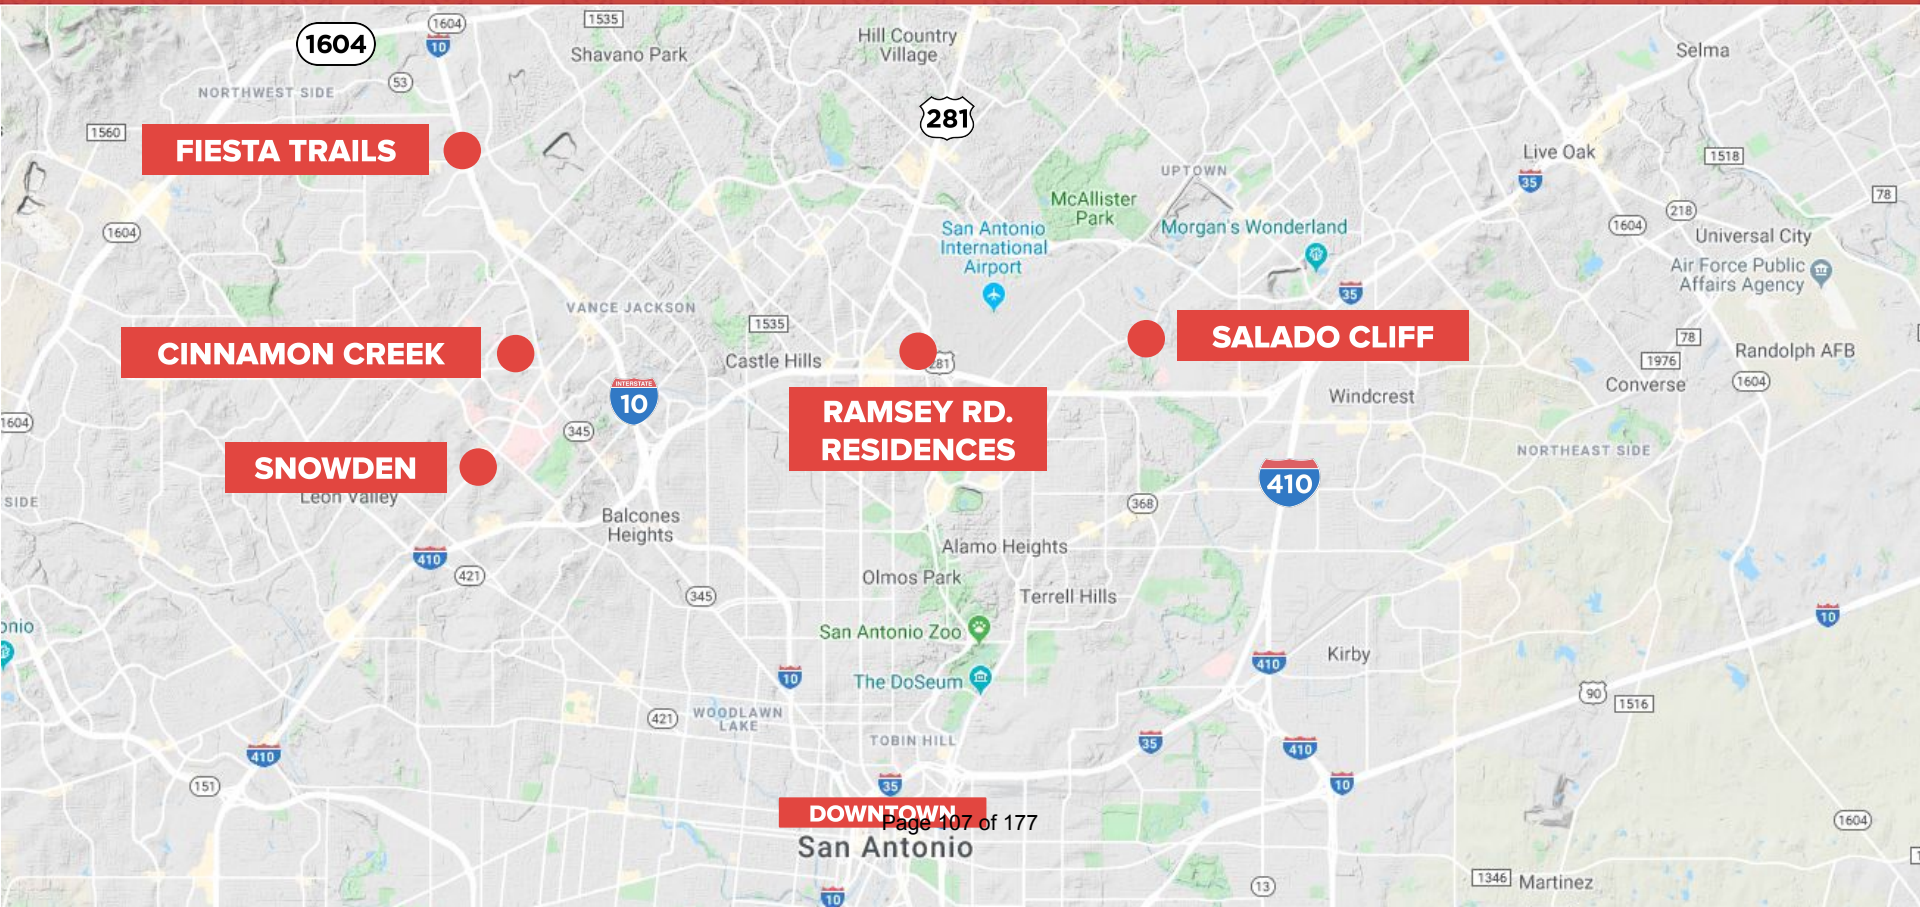 1604
1604
10
1535
Shavano Park
Hill Country
Village
Selma
53
NORTHWEST SIDE
281
1560
FIESTA TRAILS
UPTOWN
Live Oak
1518
35
78
McAllister
Park
1604
San Antonio
International
Airport
Morgan's Wonderland
218
1604
Universal City
Air Force Public
Affairs Agency
35
VANCE JACKSON
1535
CINNAMON CREEK
Castle Hills
281
SALADO CLIFF
78
1976
Randolph AFB
Converse
1604
INTERSTATE
10
Windcrest
RAMSEY RD.
RESIDENCES
1604
345
NORTHEAST SIDE
SNOWDEN
Leon Valley
410
SIDE
368
Balcones
Heights
410
421
Alamo Heights
Olmos Park
345
Terrell Hills
onio
San Antonio Zoo
10
410
Kirby
10
The DoSeum
90
1516
421
WOODLAWN
LAKE
TOBIN HILL
35
410
410
151
35
10
DOWNTOWN
Page 107 of 177
San Antonio
1604
10
13
1346
Martinez